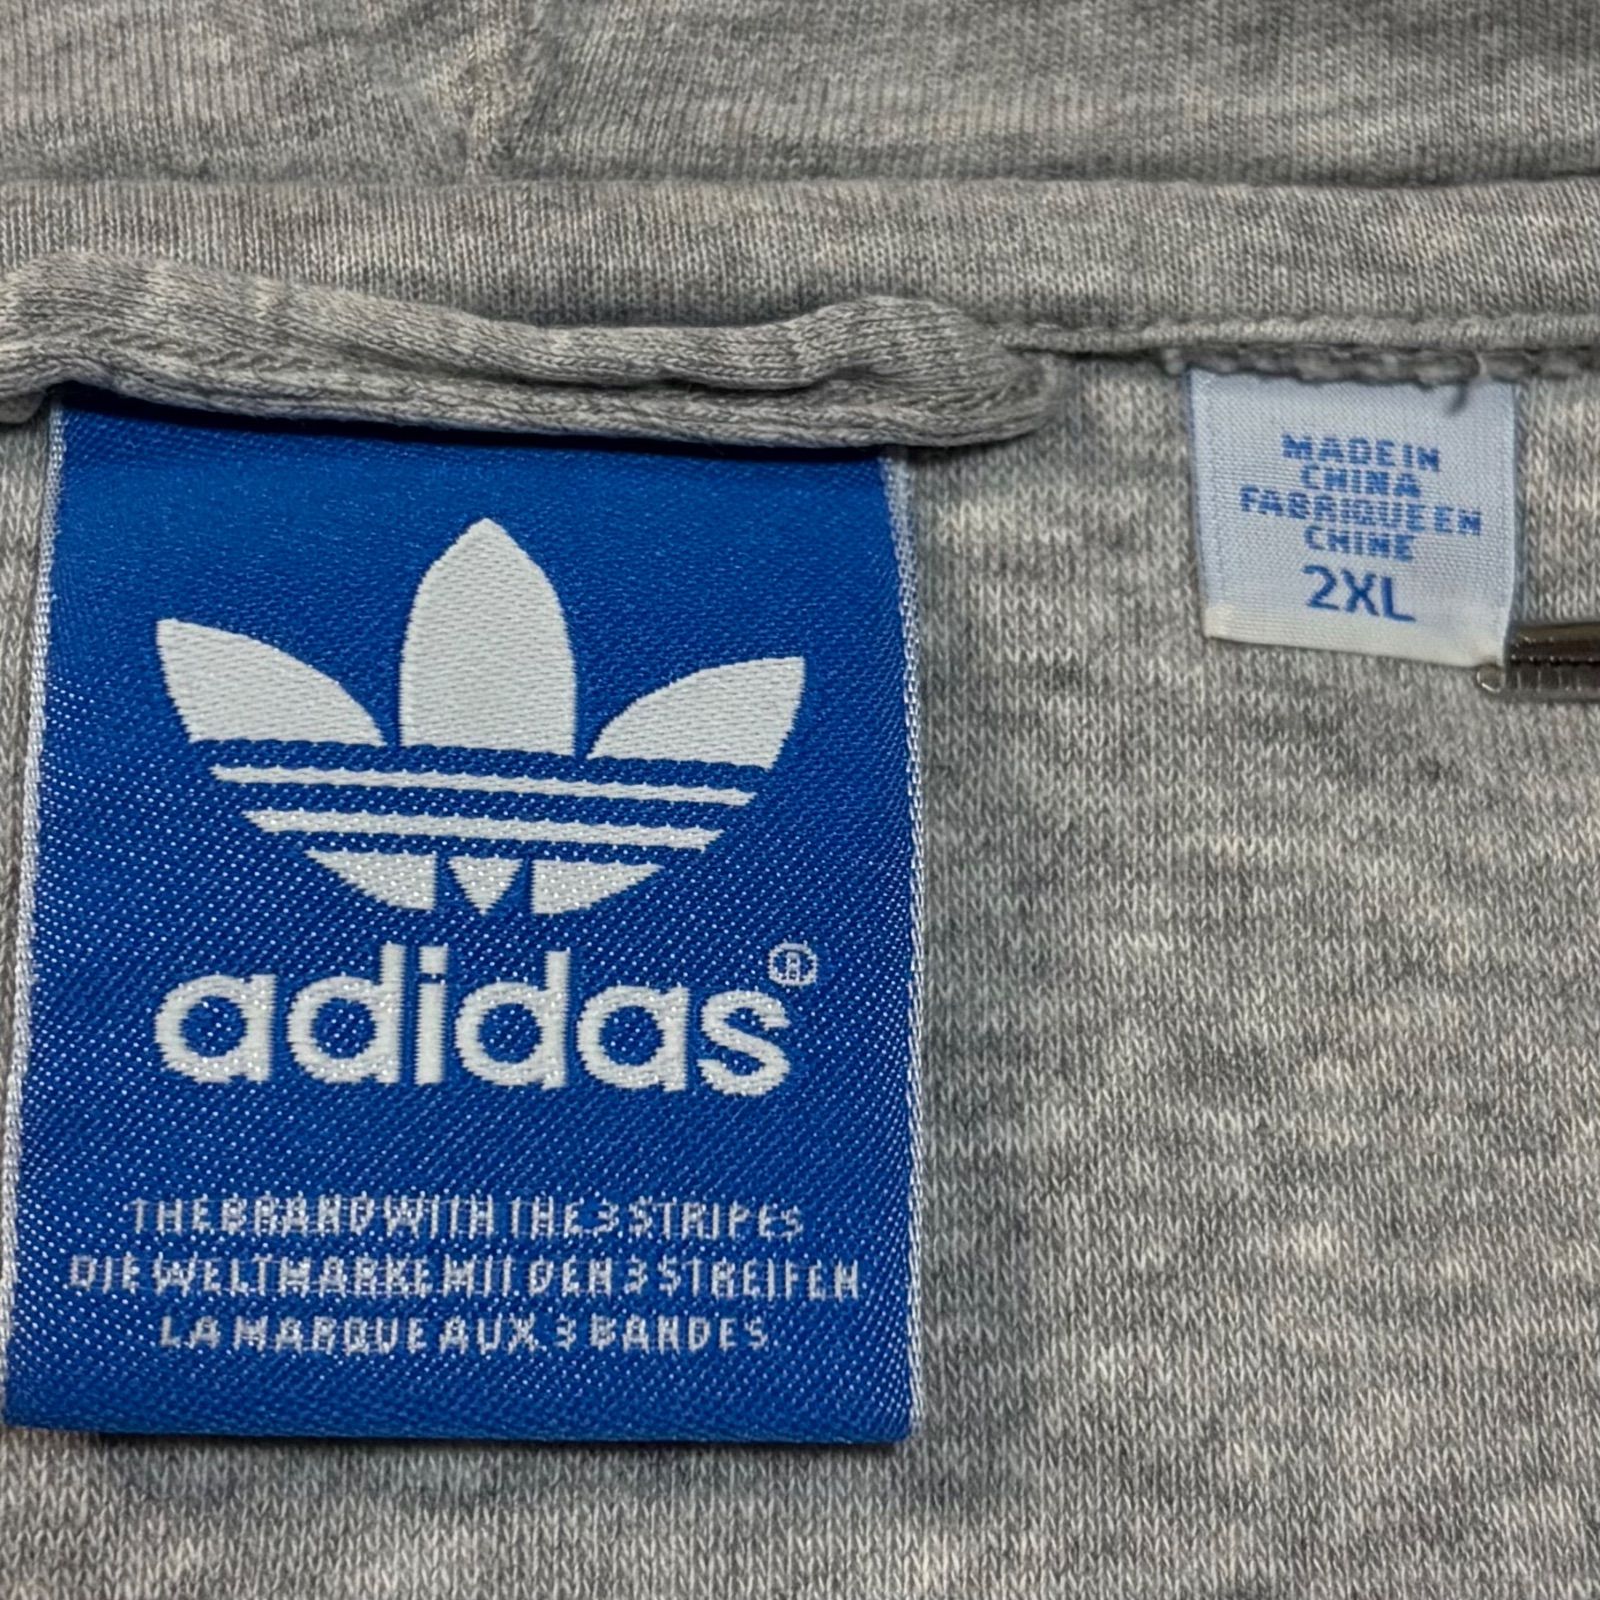 adidas®
THE BRAND WITH THE 3 STRIPES
DIE WELTMARKE MIT DEN 3 STREIFEN
LA MARQUE AUX 3 BANDES
MADE IN
CHINA
FABRIQUE EN
CHINE
2XL